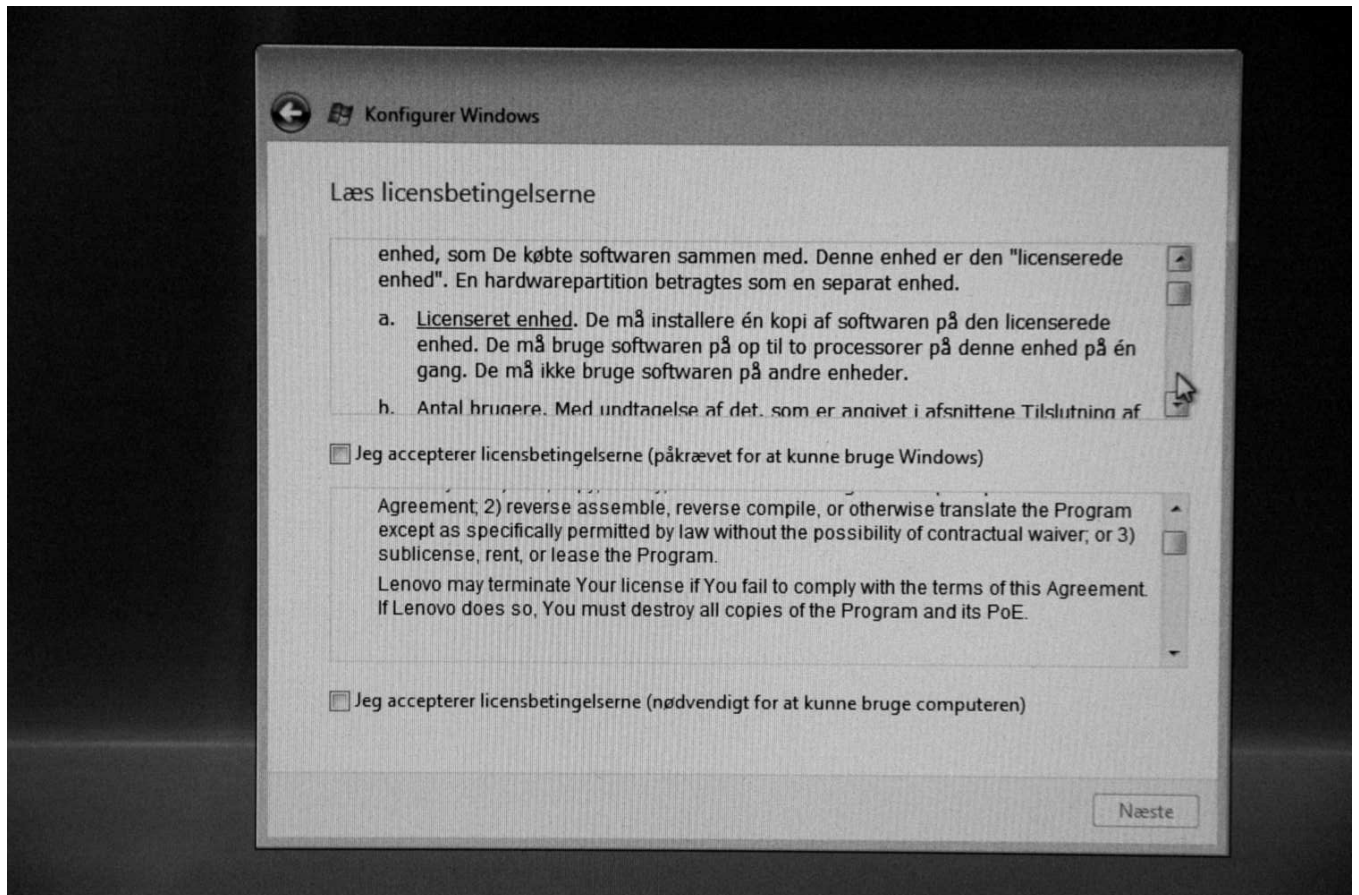 Konfigurer Windows
Læs licensbetingelserne
enhed, som De købte softwaren sammen med. Denne enhed er den "licenserede
enhed". En hardwarepartition betragtes som en separat enhed.
a. Licenseret enhed. De må installere én kopi af softwaren på den licenserede
enhed. De må bruge softwaren på op til to processorer på denne enhed på én
gang. De må ikke bruge softwaren på andre enheder.
b. Antal brugere. Med undtagelse af det, som er angivet i afsnittene Tilslutning af
Jeg accepterer licensbetingelserne (påkrævet for at kunne bruge Windows)
Agreement; 2) reverse assemble, reverse compile, or otherwise translate the Program
except as specifically permitted by law without the possibility of contractual waiver; or 3)
sublicense, rent, or lease the Program.
Lenovo may terminate Your license if You fail to comply with the terms of this Agreement.
If Lenovo does so, You must destroy all copies of the Program and its PoE.
Jeg accepterer licensbetingelserne (nødvendigt for at kunne bruge computeren)
Næste